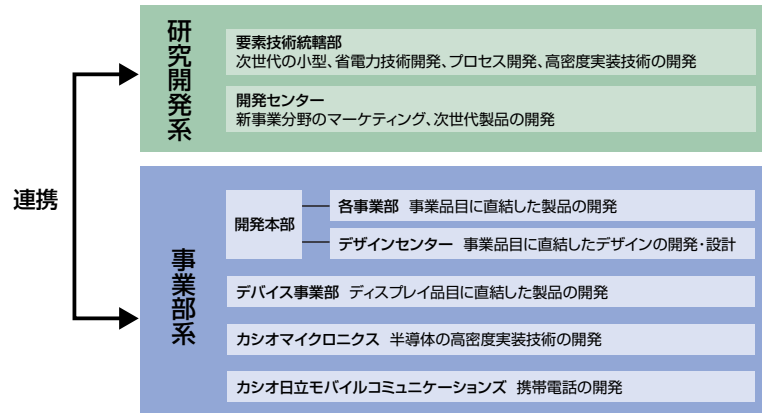 研究開発系
要素技術統轄部
次世代の小型、省電力技術開発、プロセス開発、高密度実装技術の開発
開発センター
新事業分野のマーケティング、次世代製品の開発
連携
事業部系
開発本部
各事業部 事業品目に直結した製品の開発
デザインセンター 事業品目に直結したデザインの開発・設計
デバイス事業部 ディスプレイ品目に直結した製品の開発
カシオマイクロニクス 半導体の高密度実装技術の開発
カシオ日立モバイルコミュニケーションズ 携帯電話の開発